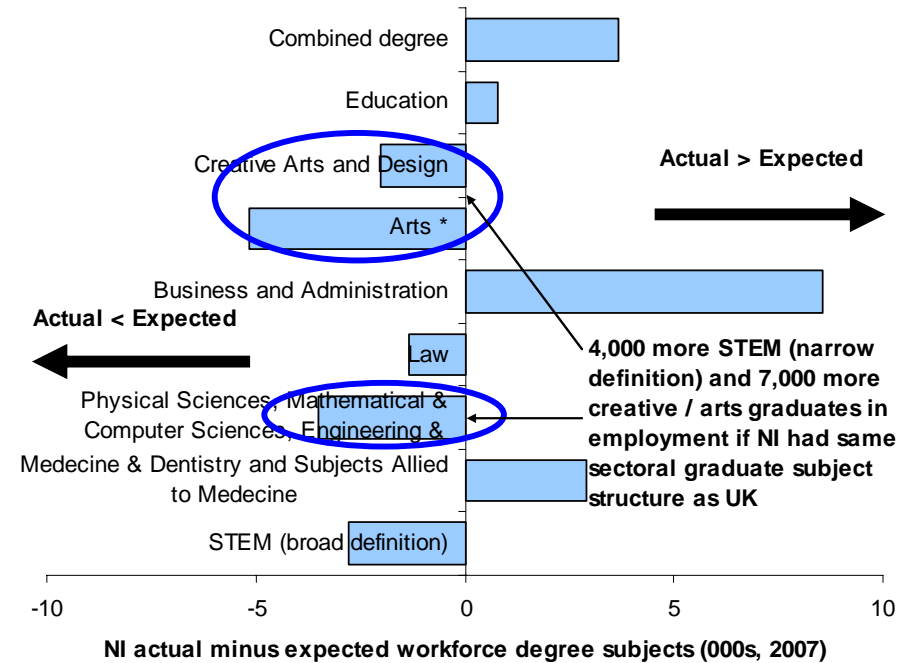 Combined degree
Education
Creative Arts and Design
Actual > Expected
Arts *
Business and Administration
Actual < Expected
Law
4,000 more STEM (narrow
definition) and 7,000 more
creative / arts graduates in
employment if NI had same
sectoral graduate subject
structure as UK
Physical Sciences, Mathematical &
Computer Sciences, Engineering &
Medecine & Dentistry and Subjects Allied
to Medecine
STEM (broad definition)
-10 -5 0 5 10
NI actual minus expected workforce degree subjects (000s, 2007)